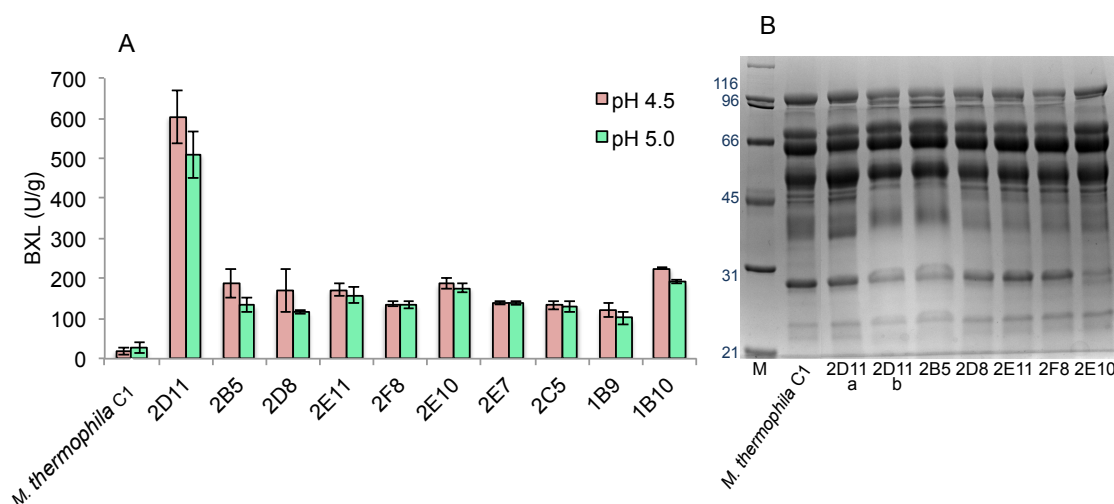 A
700
600
500
400
300
200
100
0
BXL (U/g)
pH 4.5
pH 5.0
M. thermophila C1
2D11
2B5
2D8
2E11
2F8
2E10
2E7
2C5
1B9
1B10
B
116
96
66
45
31
21
M
M. thermophila C1
2D11 a
2D11 b
2B5
2D8
2E11
2F8
2E10